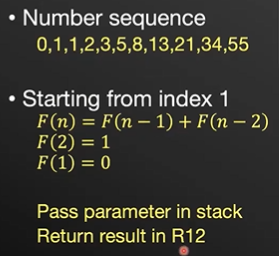 • Number sequence
0,1,1,2,3,5,8,13,21,34,55
• Starting from index 1
F(n) = F(n − 1) + F(n − 2)
F(2) = 1
F(1) = 0
Pass parameter in stack
Return result in R12